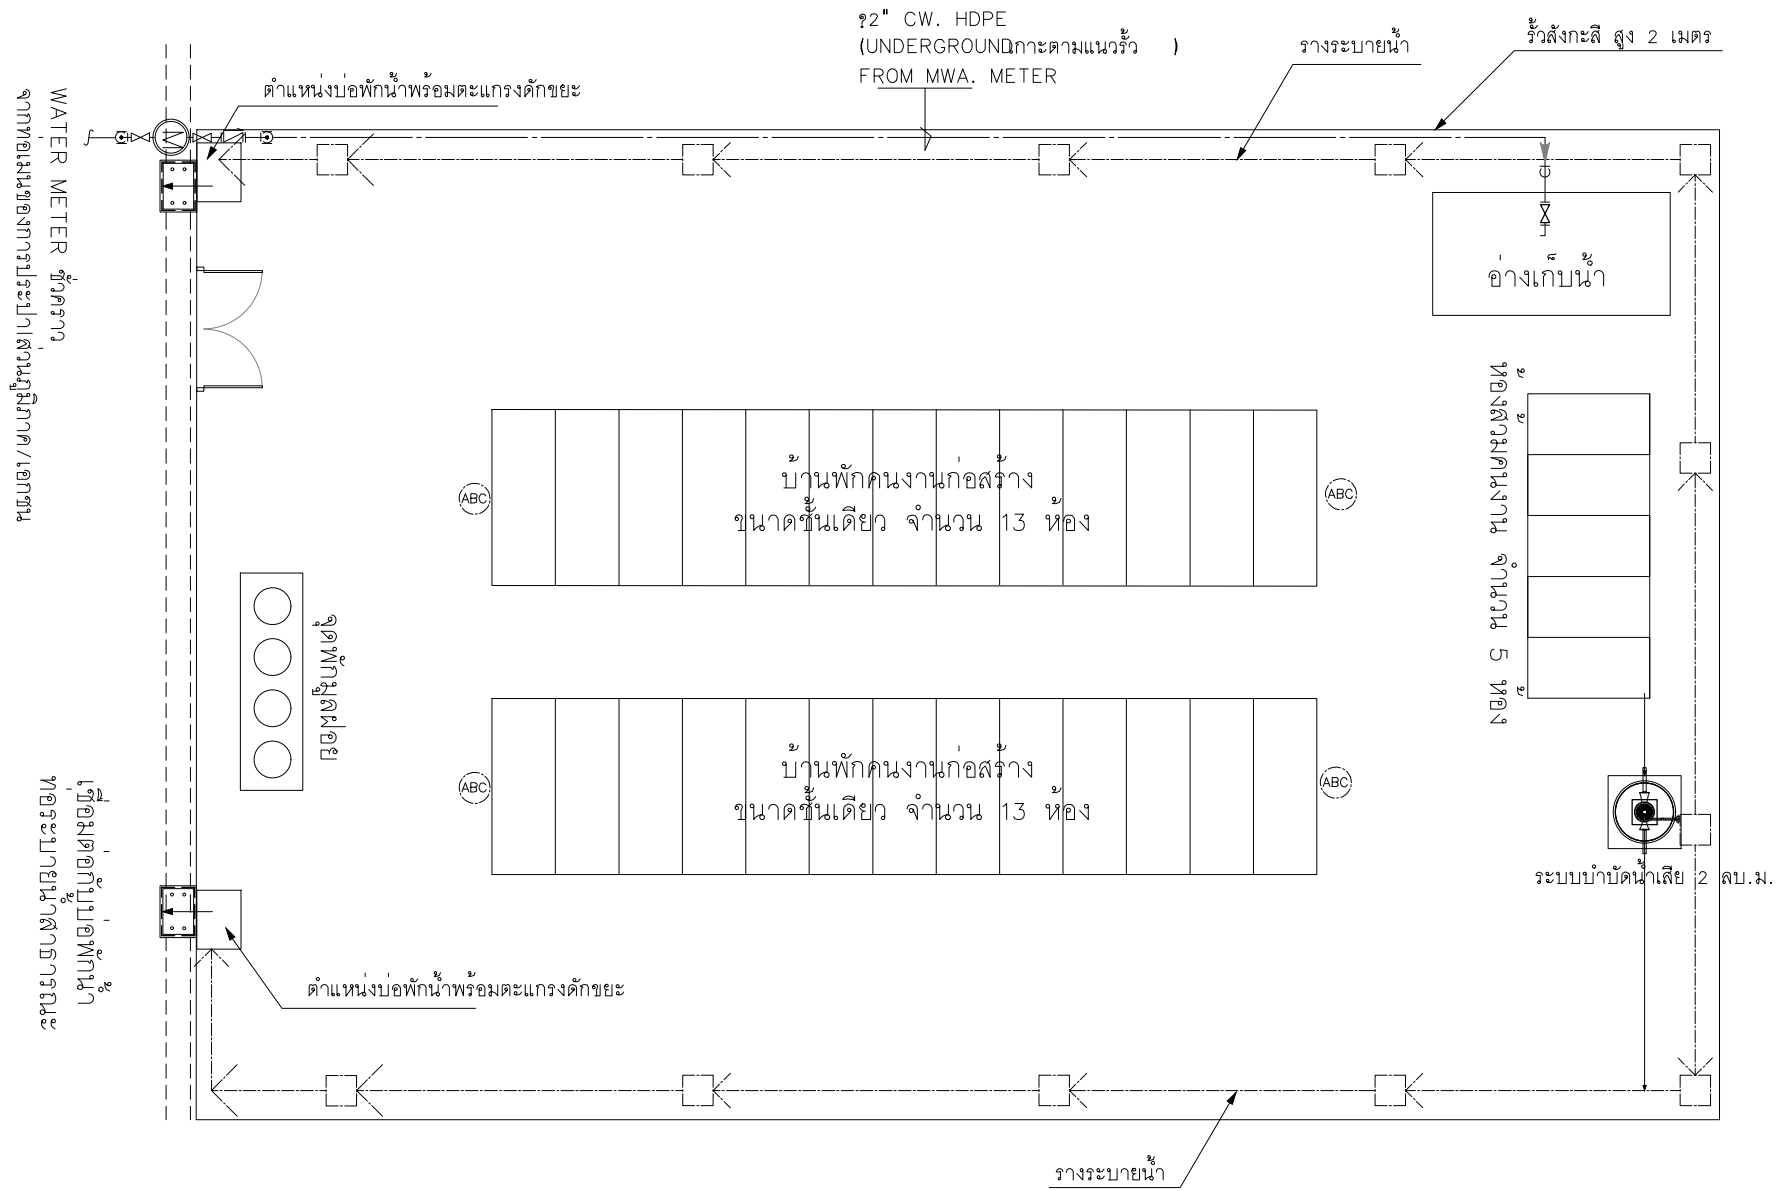 ?2" CW. HDPE
(UNDERGROUNDเกาะตามแนวรั้ว )
FROM MWA. METER
รางระบายน้ำ
รั้วสังกะสี สูง 2 เมตร
ตำแหน่งบ่อพักน้ำพร้อมตะแกรงดักขยะ
WATER METER ชั่วคราว
จากท่อเมนของการประปาส่วนภูมิภาค/เอกชน
M
อ่างเก็บน้ำ
ห้องส้วมคนงาน จำนวน 5 ห้อง
บ้านพักคนงานก่อสร้าง
ขนาดชั้นเดียว จำนวน 13 ห้อง
ABC
ABC
จุดพักมูลฝอย
บ้านพักคนงานก่อสร้าง
ขนาดชั้นเดียว จำนวน 13 ห้อง
ABC
ABC
ระบบบำบัดน้ำเสีย 2 ลบ.ม.
เชื่อมต่อกับบ่อพักน้ำ
ท่อระบายน้ำสาธารณะ
ตำแหน่งบ่อพักน้ำพร้อมตะแกรงดักขยะ
รางระบายน้ำ